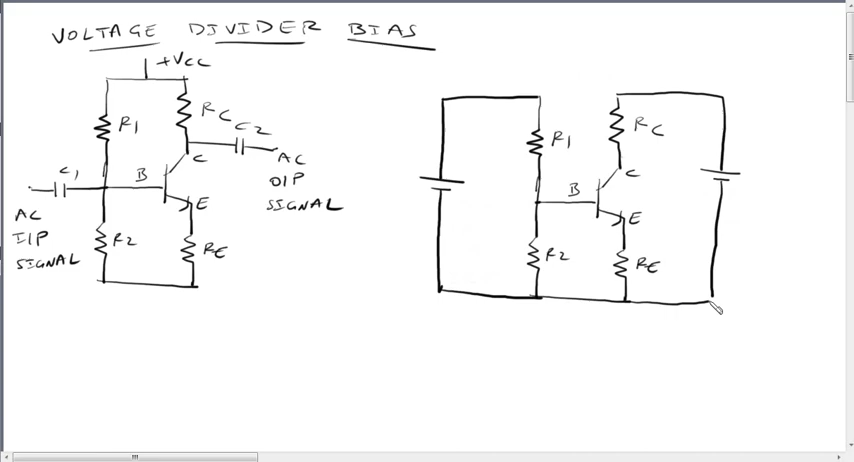 VOLTAGE DIVIDER BIAS
+VCC
R1
RC
C2
C
AC
O/P
SIGNAL
C1
B
E
AC
I/P
SIGNAL
R2
RE
R1
RC
C
B
E
R2
RE